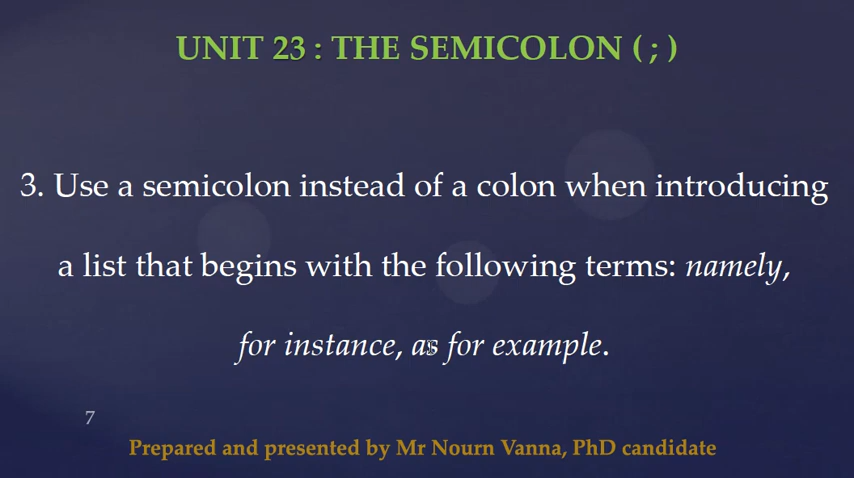 UNIT 23 : THE SEMICOLON ( ; )
3. Use a semicolon instead of a colon when introducing
a list that begins with the following terms: namely,
for instance, as for example.
7
Prepared and presented by Mr Nourn Vanna, PhD candidate